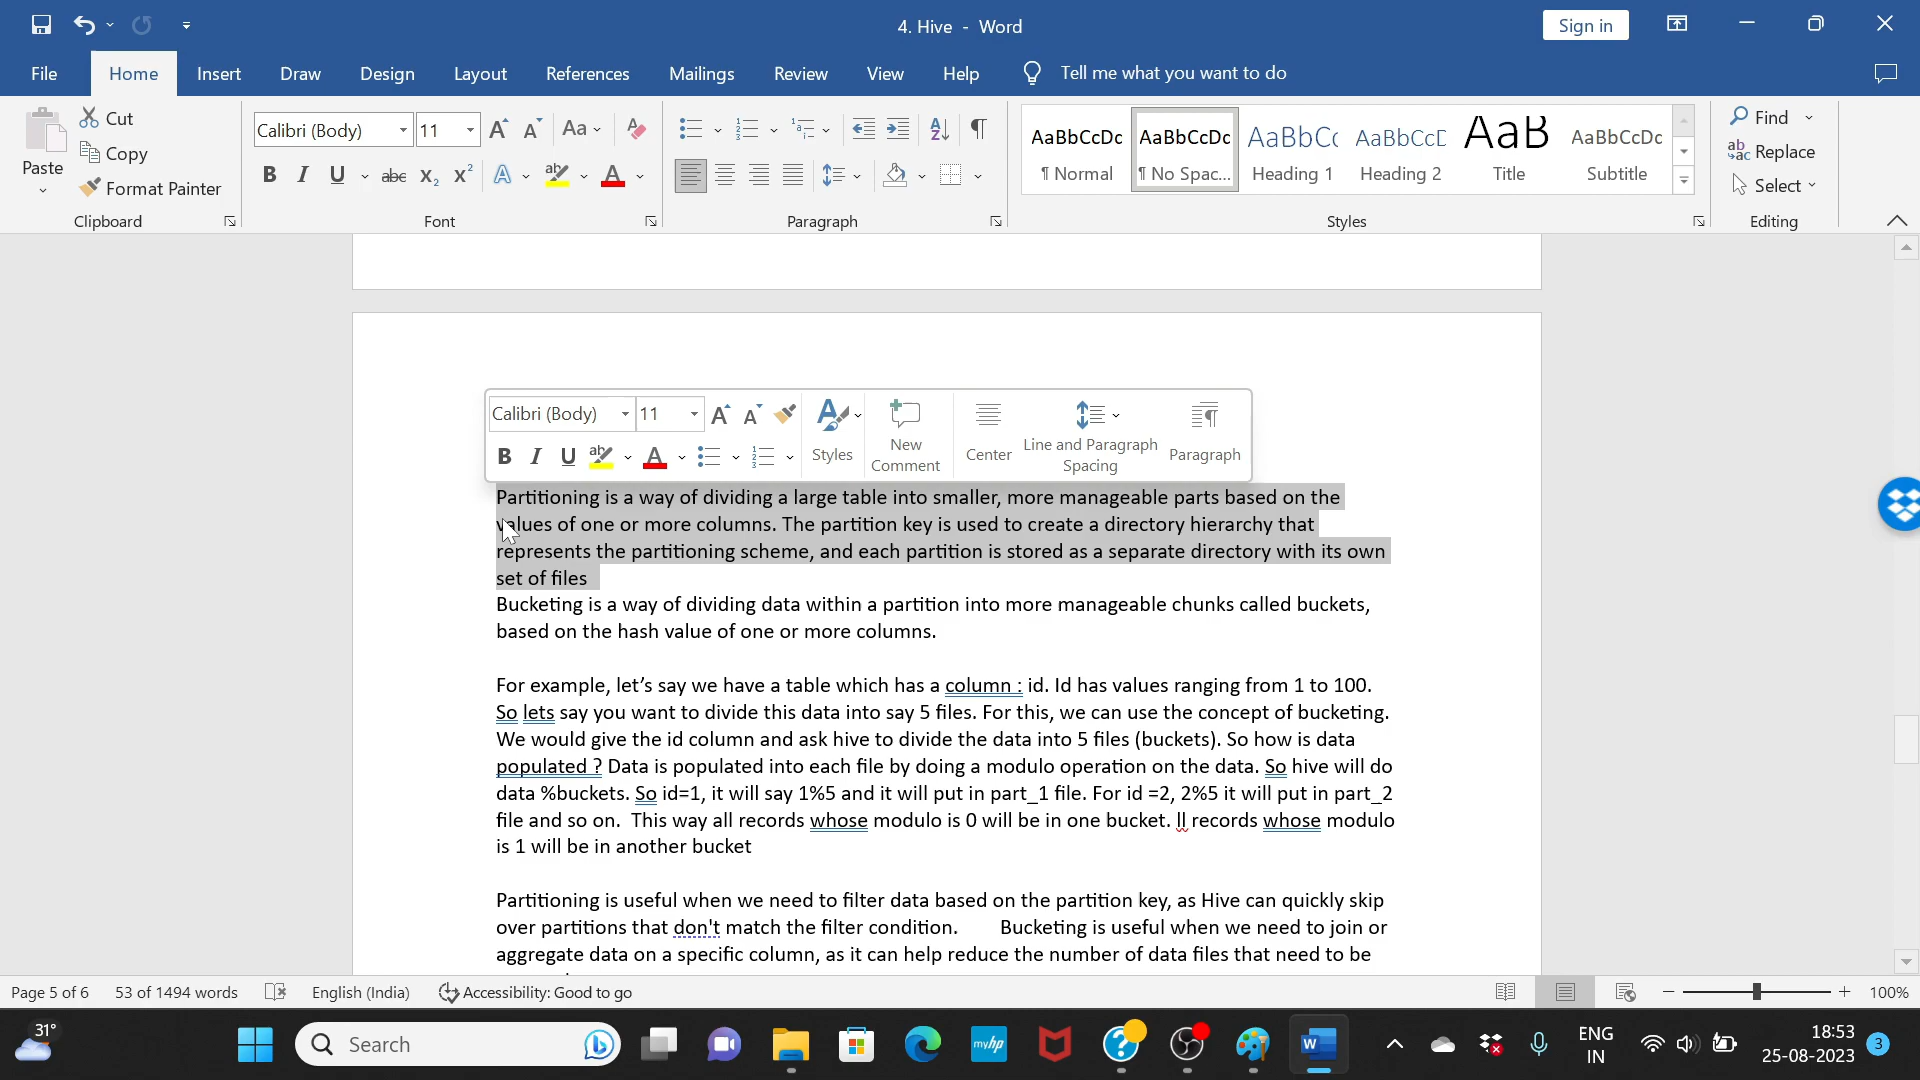 4. Hive - Word
Sign in
File Home Insert Draw Design Layout References Mailings Review View Help Tell me what you want to do
Paste
Cut
Copy
Format Painter
Clipboard
Calibri (Body) 11
Font
Paragraph
AaBbCcDc
¶ Normal
AaBbCcDc
¶ No Spac...
AaBbCc
Heading 1
AaBbCcC
Heading 2
AaB
Title
AaBbCcDc
Subtitle
Styles
Find
Replace
Select
Editing
Calibri (Body) 11
Styles
New
Comment
Center
Line and Paragraph
Spacing
Paragraph
Partitioning is a way of dividing a large table into smaller, more manageable parts based on the
values of one or more columns. The partition key is used to create a directory hierarchy that
represents the partitioning scheme, and each partition is stored as a separate directory with its own
set of files
Bucketing is a way of dividing data within a partition into more manageable chunks called buckets,
based on the hash value of one or more columns.
For example, let’s say we have a table which has a column : id. Id has values ranging from 1 to 100.
So lets say you want to divide this data into say 5 files. For this, we can use the concept of bucketing.
We would give the id column and ask hive to divide the data into 5 files (buckets). So how is data
populated ? Data is populated into each file by doing a modulo operation on the data. So hive will do
data %buckets. So id=1, it will say 1%5 and it will put in part_1 file. For id =2, 2%5 it will put in part_2
file and so on.  This way all records whose modulo is 0 will be in one bucket. ll records whose modulo
is 1 will be in another bucket
Partitioning is useful when we need to filter data based on the partition key, as Hive can quickly skip
over partitions that don't match the filter condition. Bucketing is useful when we need to join or
aggregate data on a specific column, as it can help reduce the number of data files that need to be
Page 5 of 6 53 of 1494 words English (India) Accessibility: Good to go 100%
31°
Search
myhp
ENG
IN
18:53
25-08-2023
3